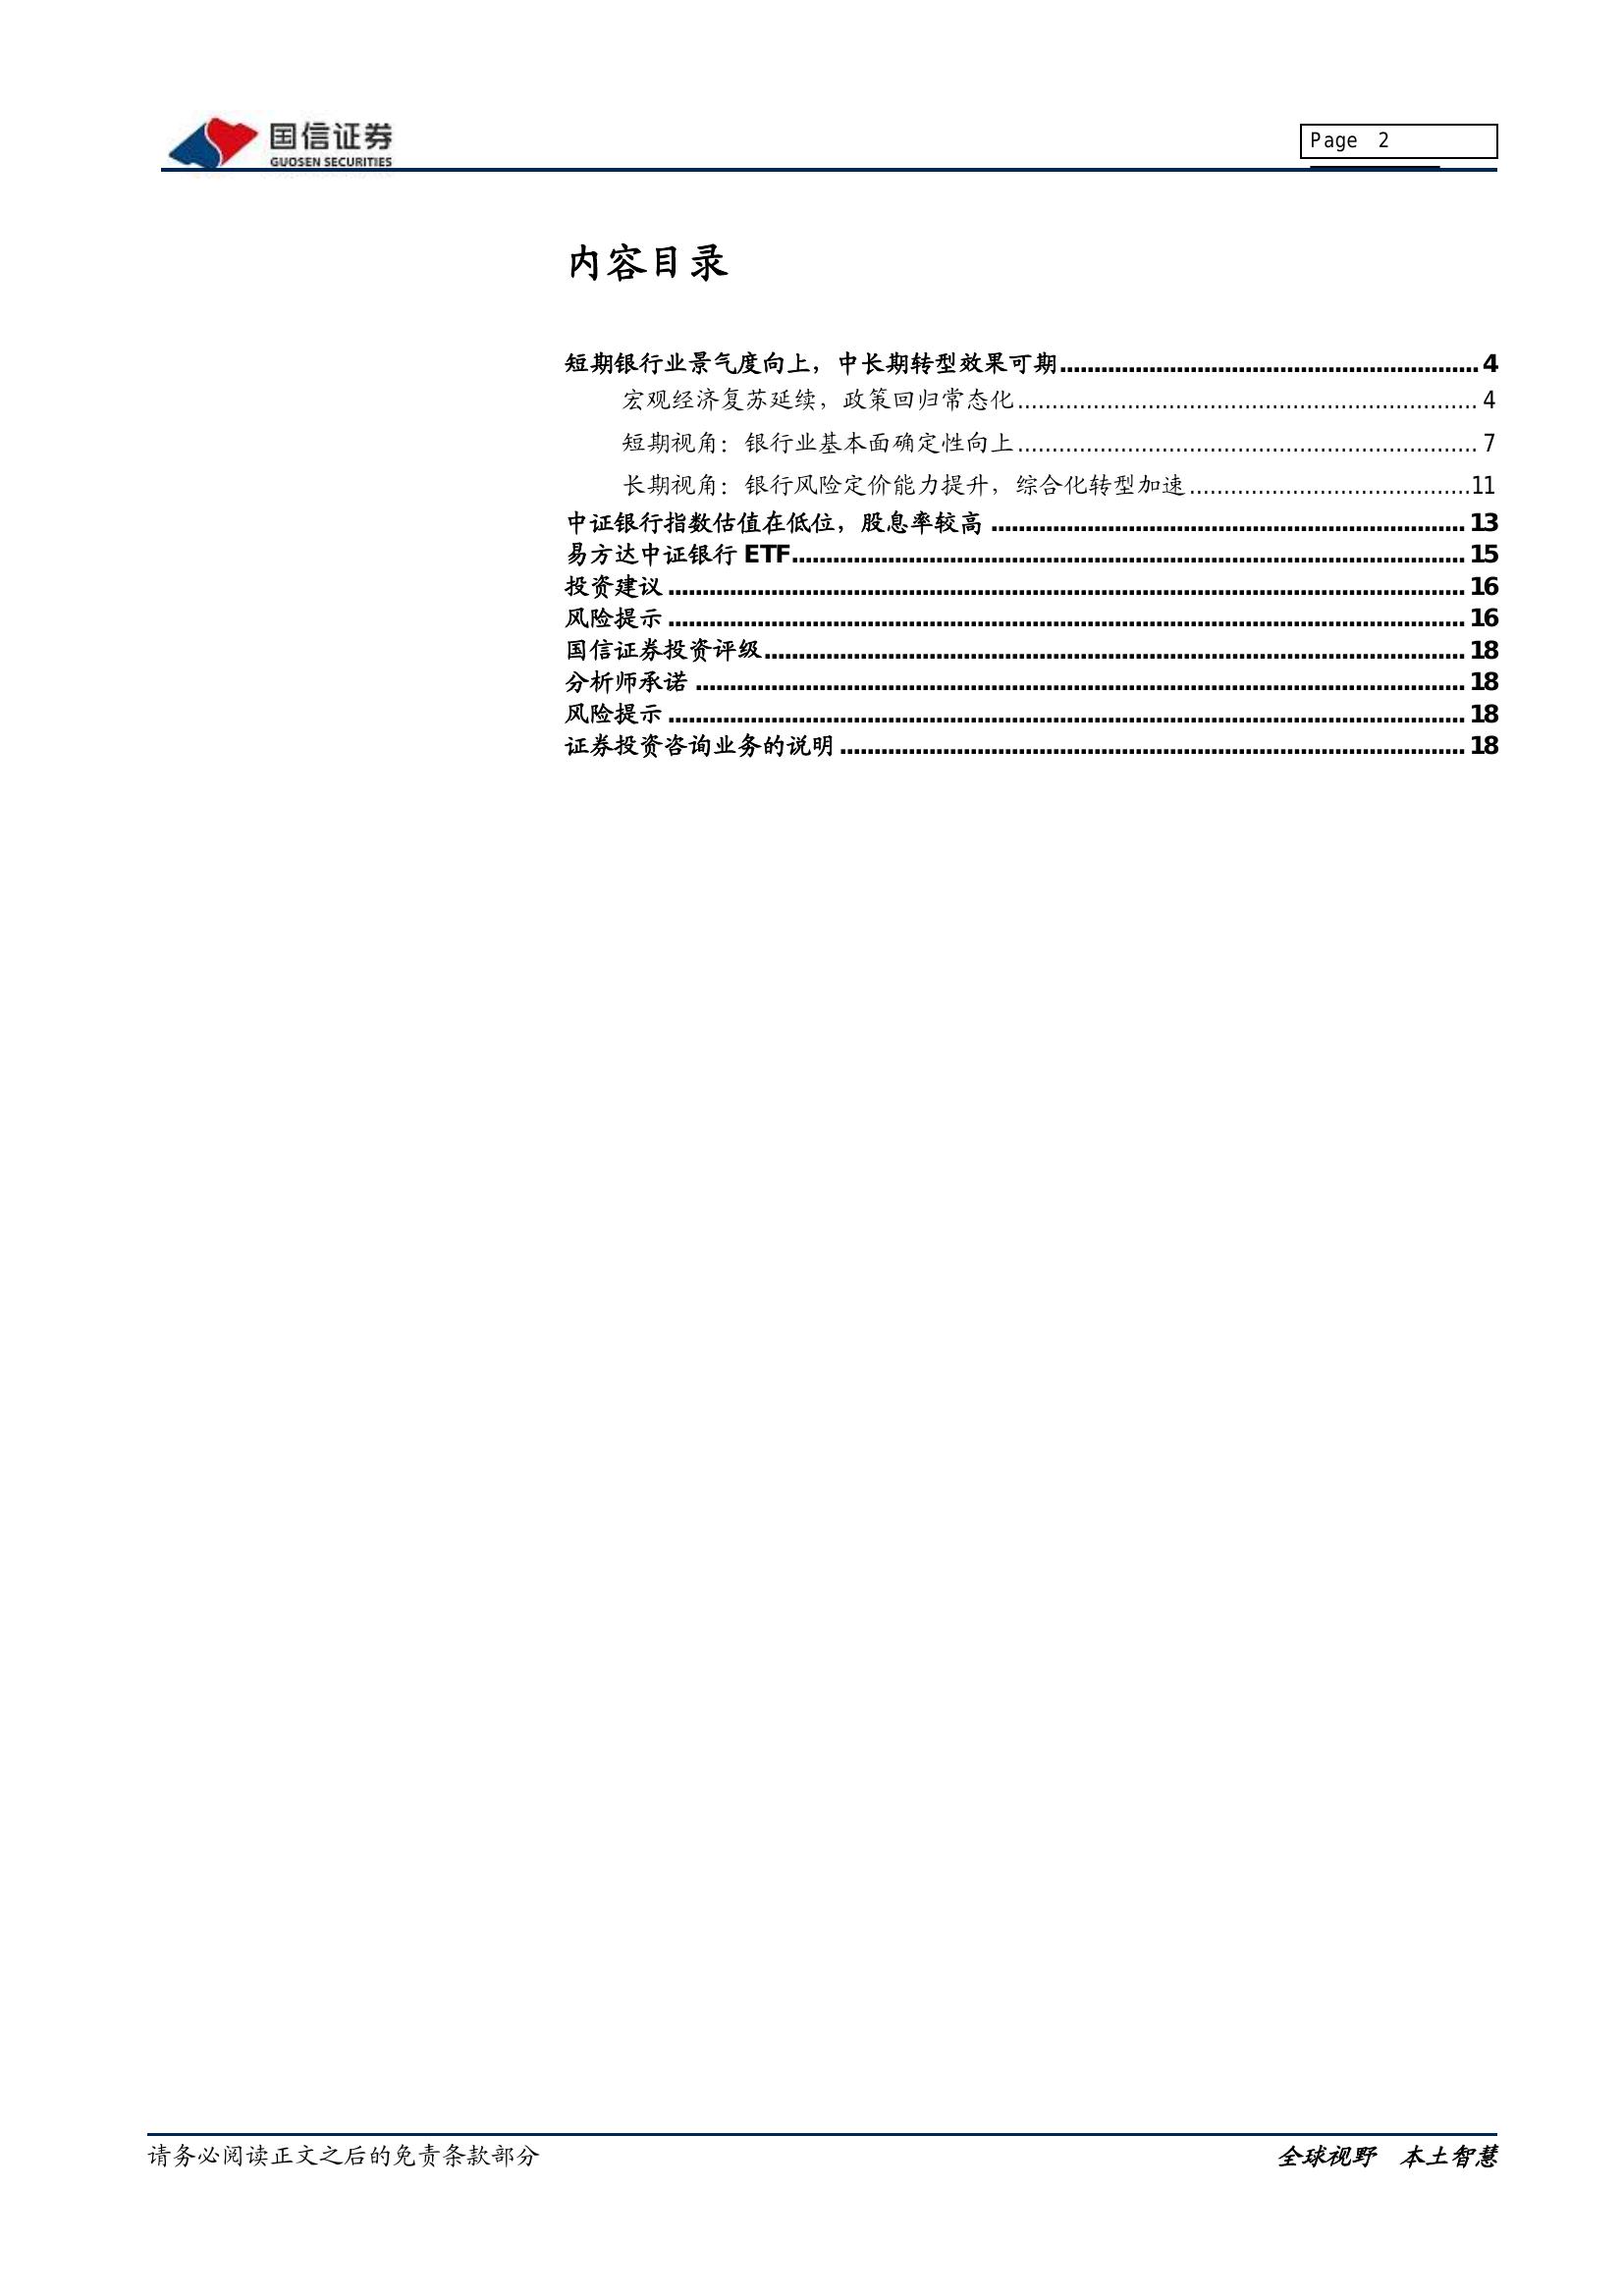 国信证券
GUOSEN SECURITIES
Page 2
内容目录
短期银行业景气度向上，中长期转型效果可期............................................................. 4
宏观经济复苏延续，政策回归常态化................................................................... 4
短期视角：银行业基本面确定性向上................................................................... 7
长期视角：银行风险定价能力提升，综合化转型加速.........................................11
中证银行指数估值在低位，股息率较高 ..................................................................... 13
易方达中证银行 ETF.................................................................................................. 15
投资建议 .................................................................................................................... 16
风险提示 .................................................................................................................... 16
国信证券投资评级...................................................................................................... 18
分析师承诺 ................................................................................................................ 18
风险提示 .................................................................................................................... 18
证券投资咨询业务的说明 ........................................................................................... 18
请务必阅读正文之后的免责条款部分
全球视野 本土智慧